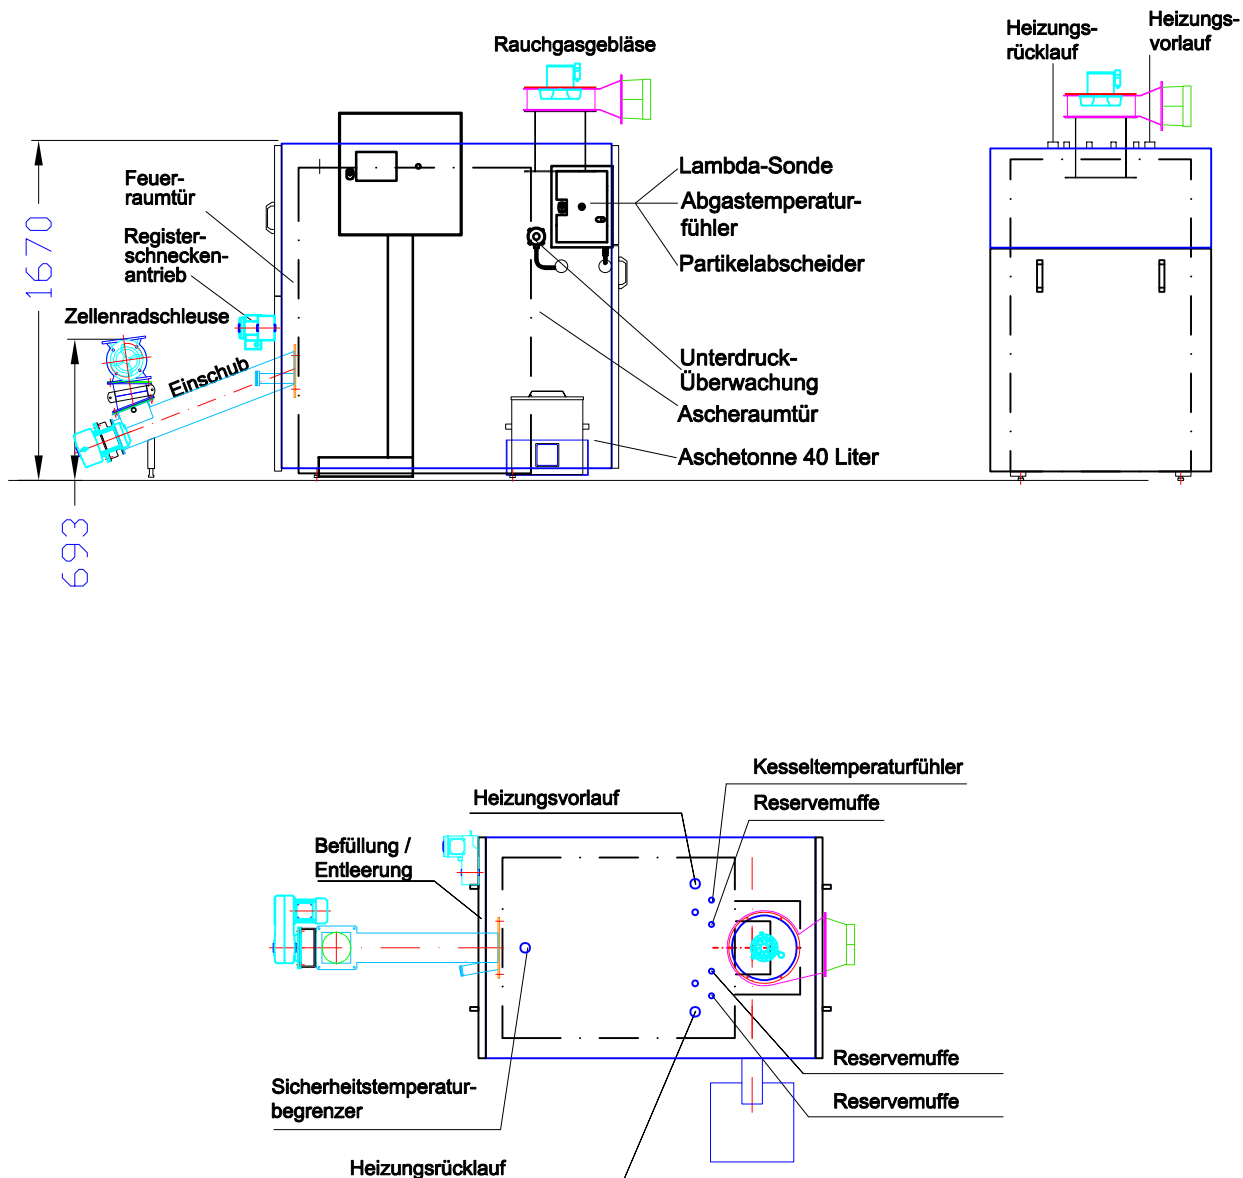 Rauchgasgebläse
Heizungs-
rücklauf
Heizungs-
vorlauf
1670
Feuer-
raumtür
Register-
schnecken-
antrieb
Zellenradschleuse
Einschub
693
Lambda-Sonde
Abgastemperatur-
fühler
Partikelabscheider
Unterdruck-
Überwachung
Ascheraumtür
Aschetonne 40 Liter
Kesseltemperaturfühler
Heizungsvorlauf
Reservemuffe
Befüllung /
Entleerung
Reservemuffe
Sicherheitstemperatur-
begrenzer
Reservemuffe
Heizungsrücklauf